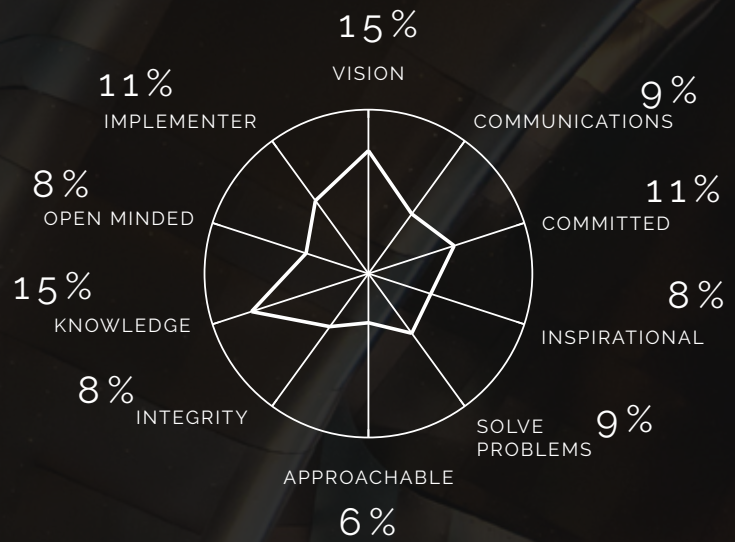 15%
VISION
9%
COMMUNICATIONS
11%
COMMITTED
8%
INSPIRATIONAL
9%
SOLVE
PROBLEMS
APPROACHABLE
6%
8%
INTEGRITY
15%
KNOWLEDGE
8%
OPEN MINDED
11%
IMPLEMENTER